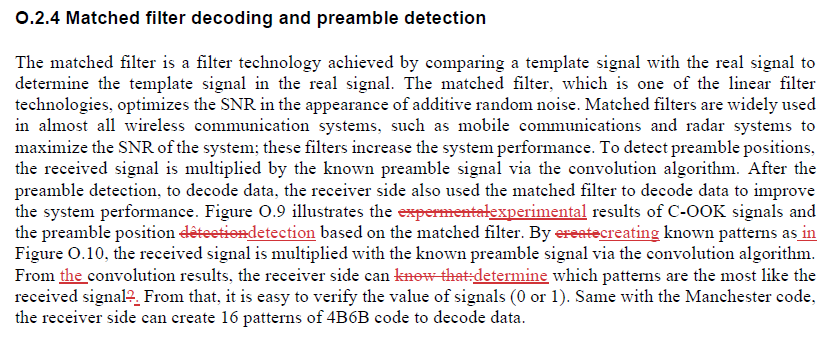 O.2.4 Matched filter decoding and preamble detection
The matched filter is a filter technology achieved by comparing a template signal with the real signal to
determine the template signal in the real signal. The matched filter, which is one of the linear filter
technologies, optimizes the SNR in the appearance of additive random noise. Matched filters are widely used
in almost all wireless communication systems, such as mobile communications and radar systems to
maximize the SNR of the system; these filters increase the system performance. To detect preamble positions,
the received signal is multiplied by the known preamble signal via the convolution algorithm. After the
preamble detection, to decode data, the receiver side also used the matched filter to decode data to improve
the system performance. Figure O.9 illustrates the expermentalexperimental results of C-OOK signals and
the preamble position dêtectiondetection based on the matched filter. By createcreating known patterns as in
Figure O.10, the received signal is multiplied with the known preamble signal via the convolution algorithm.
From the convolution results, the receiver side can know that:determine which patterns are the most like the
received signal?. From that, it is easy to verify the value of signals (0 or 1). Same with the Manchester code,
the receiver side can create 16 patterns of 4B6B code to decode data.